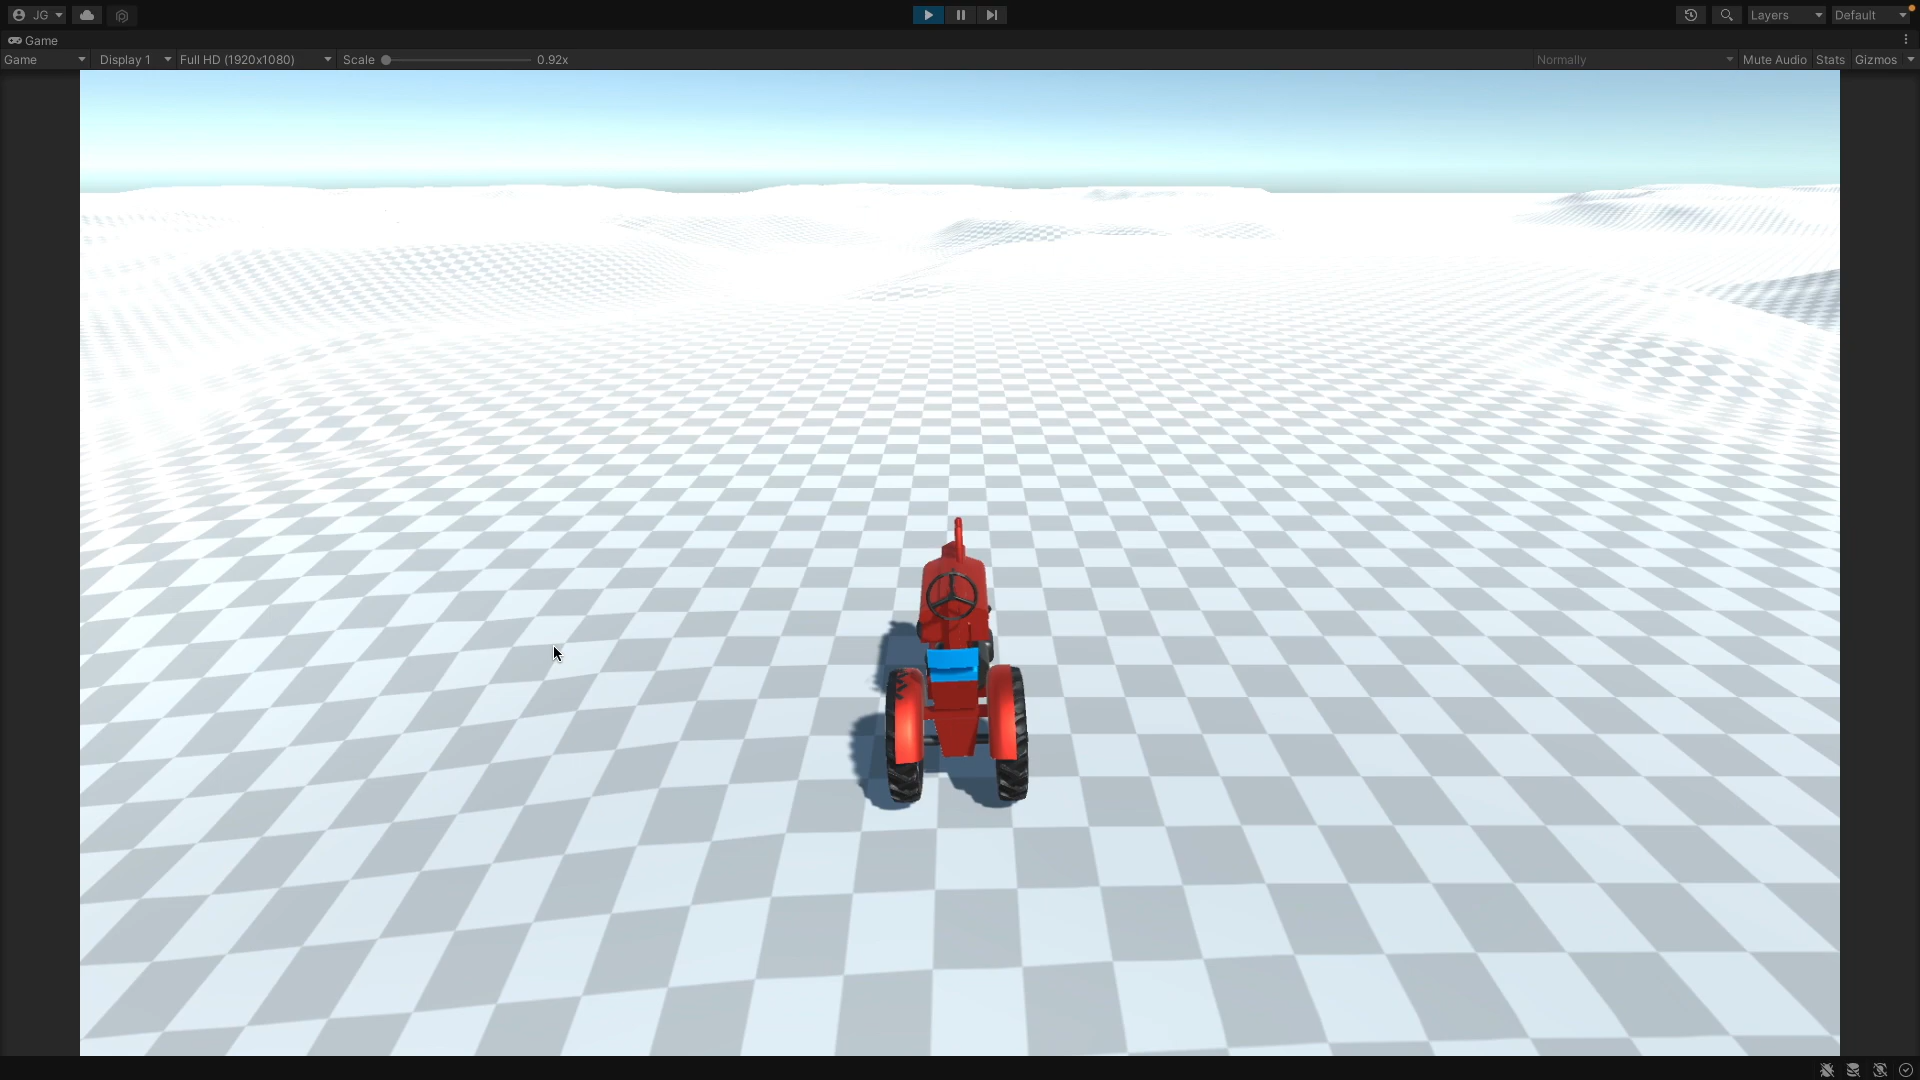 JG
Layers
Default
Game
Game
Display 1
Full HD (1920x1080)
Scale
0.92x
Normally
Mute Audio
Stats
Gizmos